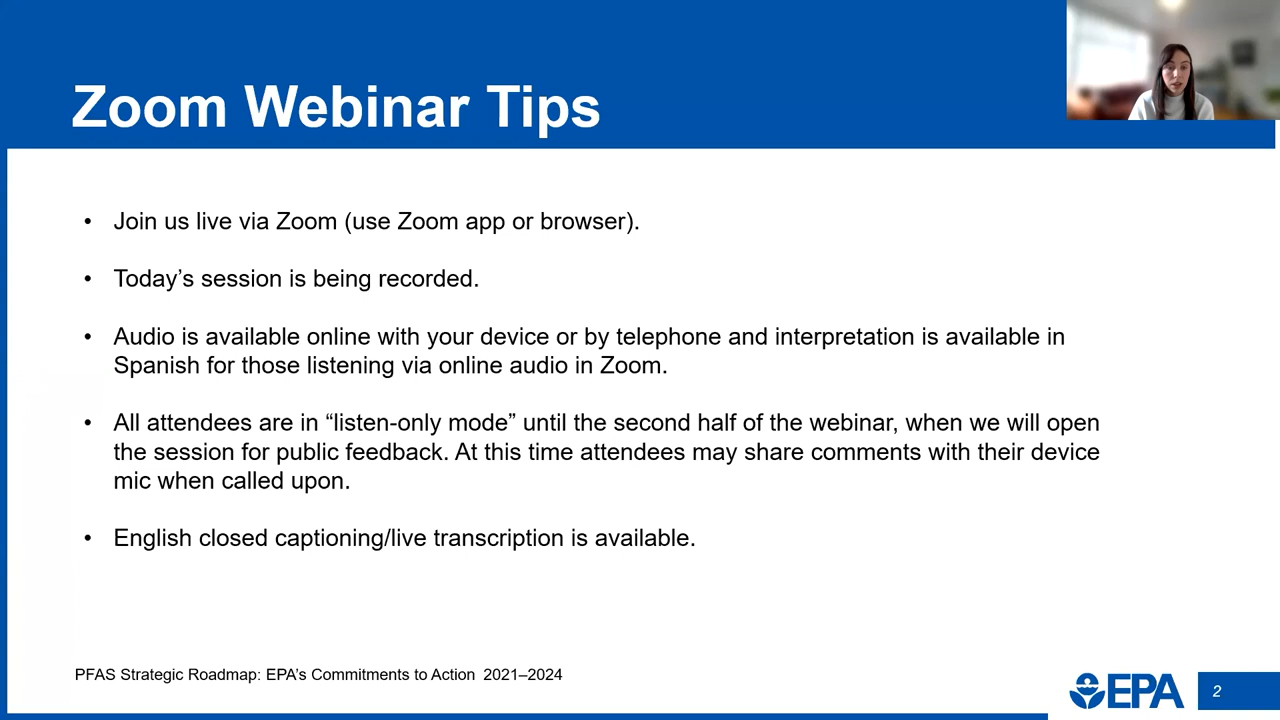 Zoom Webinar Tips
• Join us live via Zoom (use Zoom app or browser).
• Today’s session is being recorded.
• Audio is available online with your device or by telephone and interpretation is available in
Spanish for those listening via online audio in Zoom.
• All attendees are in “listen-only mode” until the second half of the webinar, when we will open
the session for public feedback. At this time attendees may share comments with their device
mic when called upon.
• English closed captioning/live transcription is available.
PFAS Strategic Roadmap: EPA’s Commitments to Action 2021–2024
EPA
2